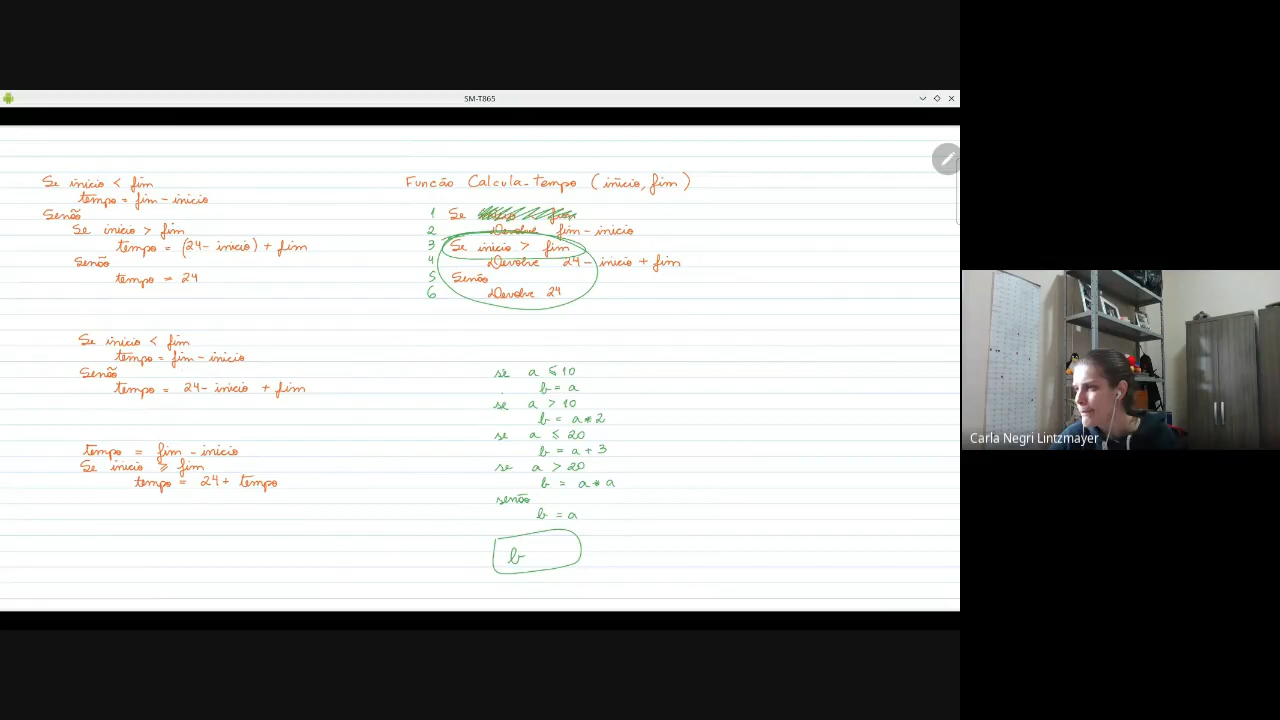 SM-T865
Se início < fim
tempo = fim - início
Senão
Se início > fim
tempo = (24 - início) + fim
Senão
tempo = 24
Se início < fim
tempo = fim - início
Senão
tempo = 24 - início + fim
tempo = fim - início
Se início ≥ fim
tempo = 24 + tempo
Função Calcula-tempo (início, fim)
1 Se fim
2 Devolve fim - início
3 Se início > fim
4 Devolve 24 - início + fim
5 Senão
6 Devolve 24
se a ≤ 10
b = a
se a > 10
b = a * 2
se a ≤ 20
b = a + 3
se a > 20
b = a * a
senão
b = a
b
Carla Negri Lintzmayer